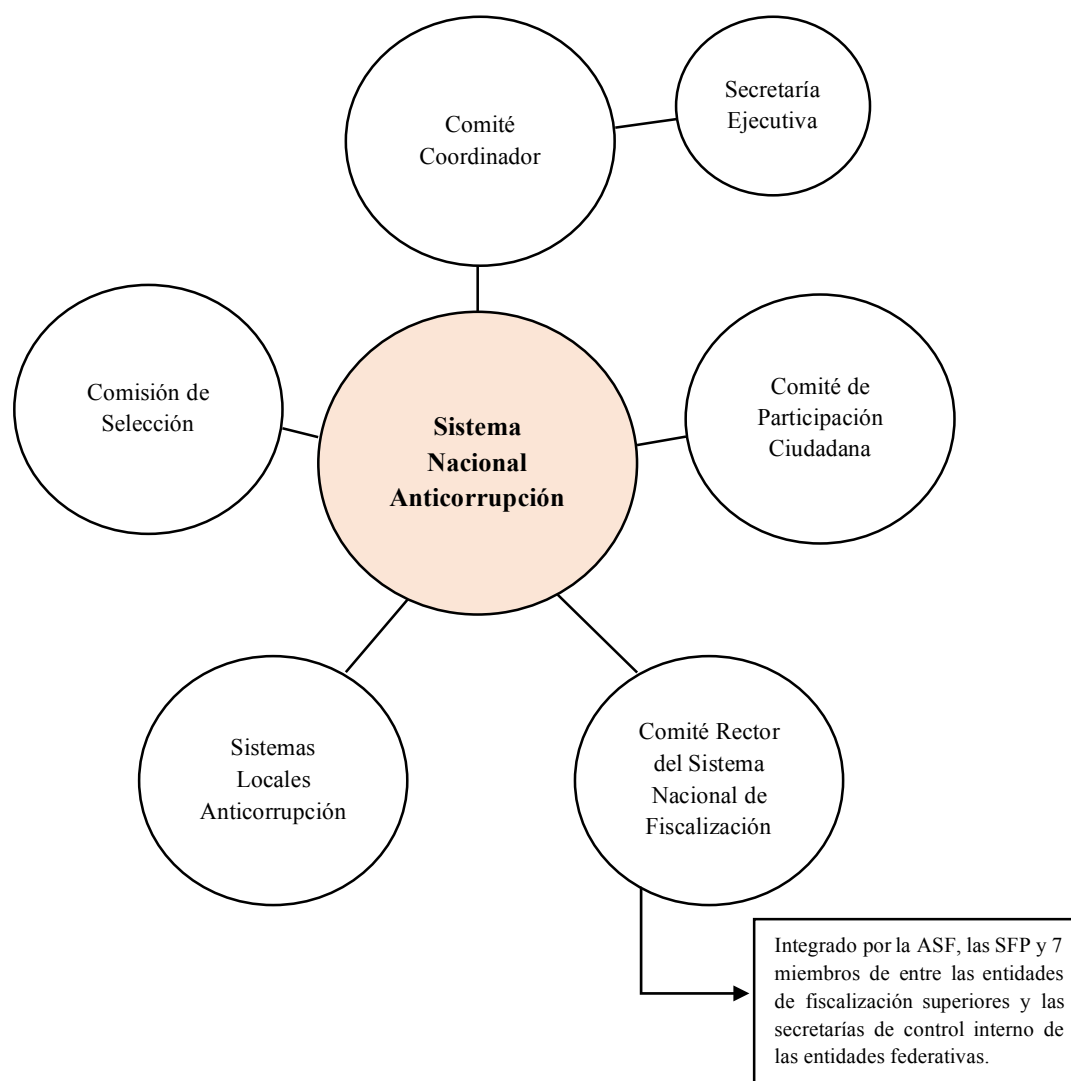 Comité
Coordinador
Secretaría
Ejecutiva
Comisión de
Selección
Sistema
Nacional
Anticorrupción
Comité de
Participación
Ciudadana
Sistemas
Locales
Anticorrupción
Comité Rector
del Sistema
Nacional de
Fiscalización
Integrado por la ASF, las SFP y 7
miembros de entre las entidades
de fiscalización superiores y las
secretarías de control interno de
las entidades federativas.